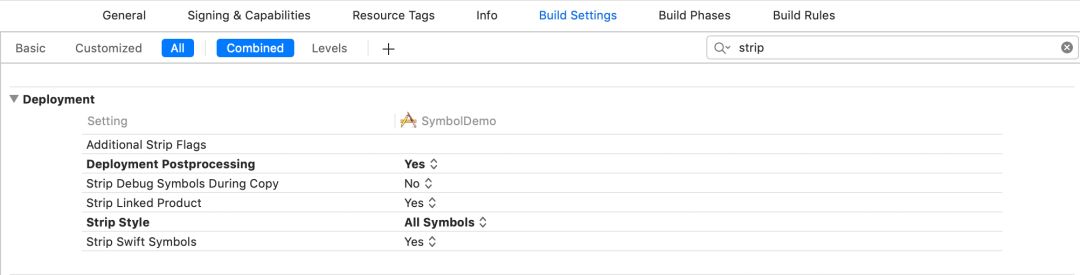 General Signing & Capabilities Resource Tags Info Build Settings Build Phases Build Rules
Basic Customized All Combined Levels + strip
Deployment
Setting SymbolDemo
Additional Strip Flags
Deployment Postprocessing Yes
Strip Debug Symbols During Copy No
Strip Linked Product Yes
Strip Style All Symbols
Strip Swift Symbols Yes